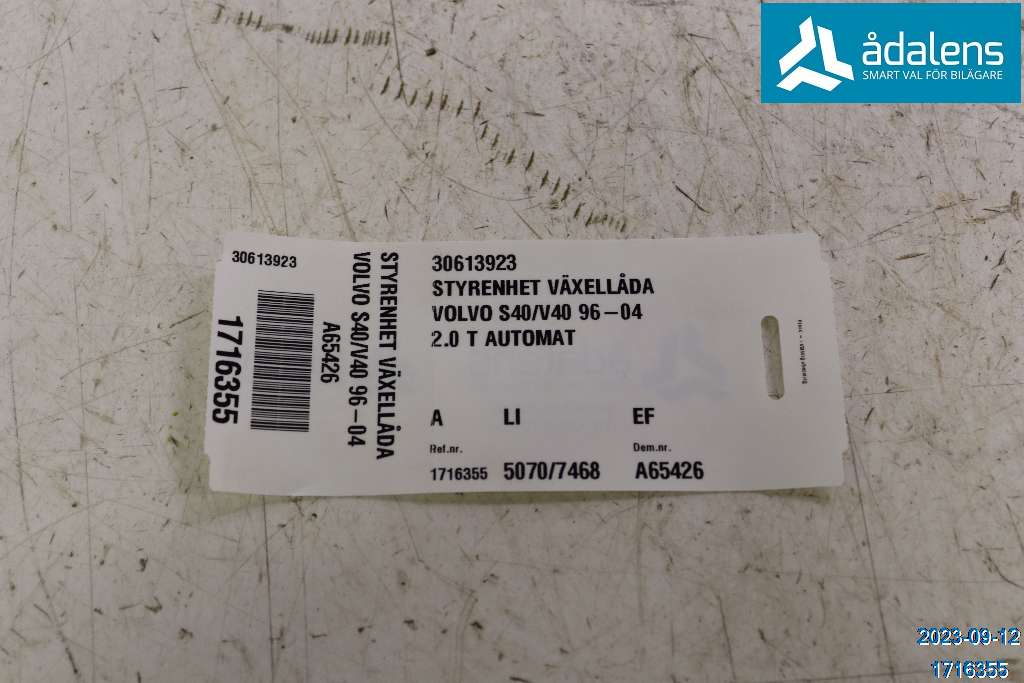 ådalens
SMART VAL FÖR BILÄGARE
30613923
1716355
A65426
VOLVO S40/V40 96-04
STYRENHET VÄXELLÅDA
30613923
STYRENHET VÄXELLÅDA
VOLVO S40/V40 96-04
2.0 T AUTOMAT
A LI EF
Ref.nr. Dem.nr.
1716355 5070/7468 A65426
2023-09-12
1716355